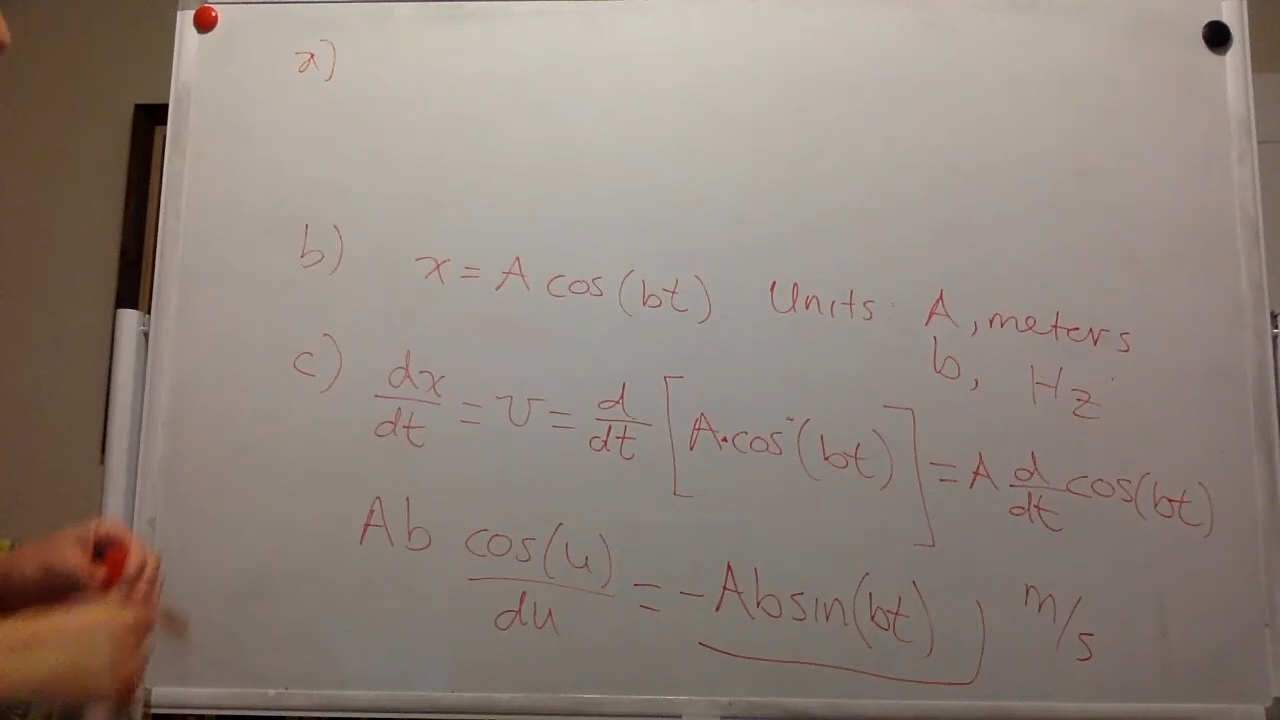 a)
b) x = A cos(bt) Units: A, meters
b, Hz
c) dx/dt = v = d/dt [A·cos(bt)] = A d/dt cos(bt)
Ab cos(u)/du = -Absin(bt), m/s